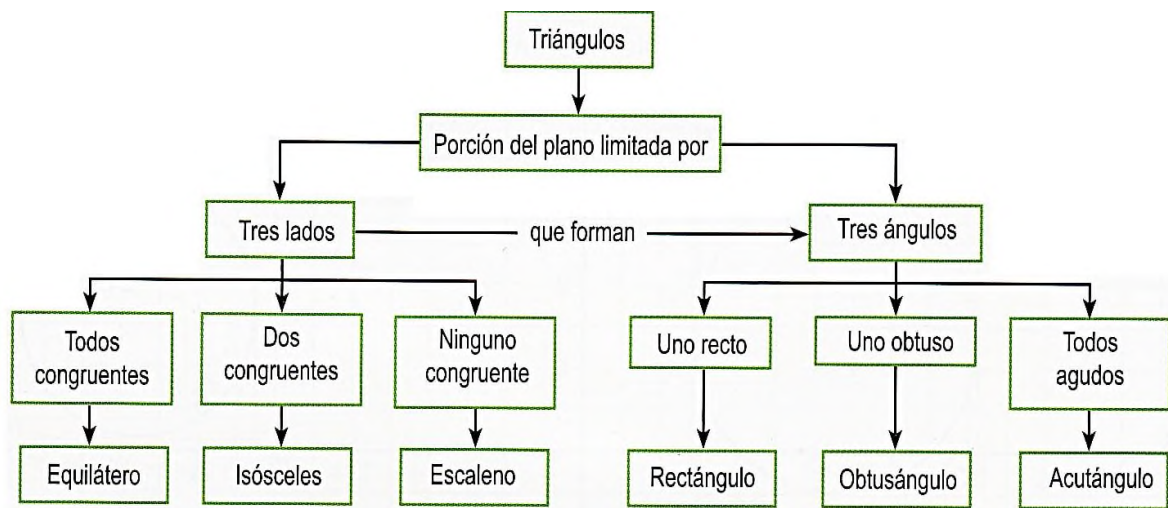 Triángulos
Porción del plano limitada por
Tres lados
que forman
Tres ángulos
Todos
congruentes
Dos
congruentes
Ninguno
congruente
Uno recto
Uno obtuso
Todos
agudos
Equilátero
Isósceles
Escaleno
Rectángulo
Obtusángulo
Acutángulo